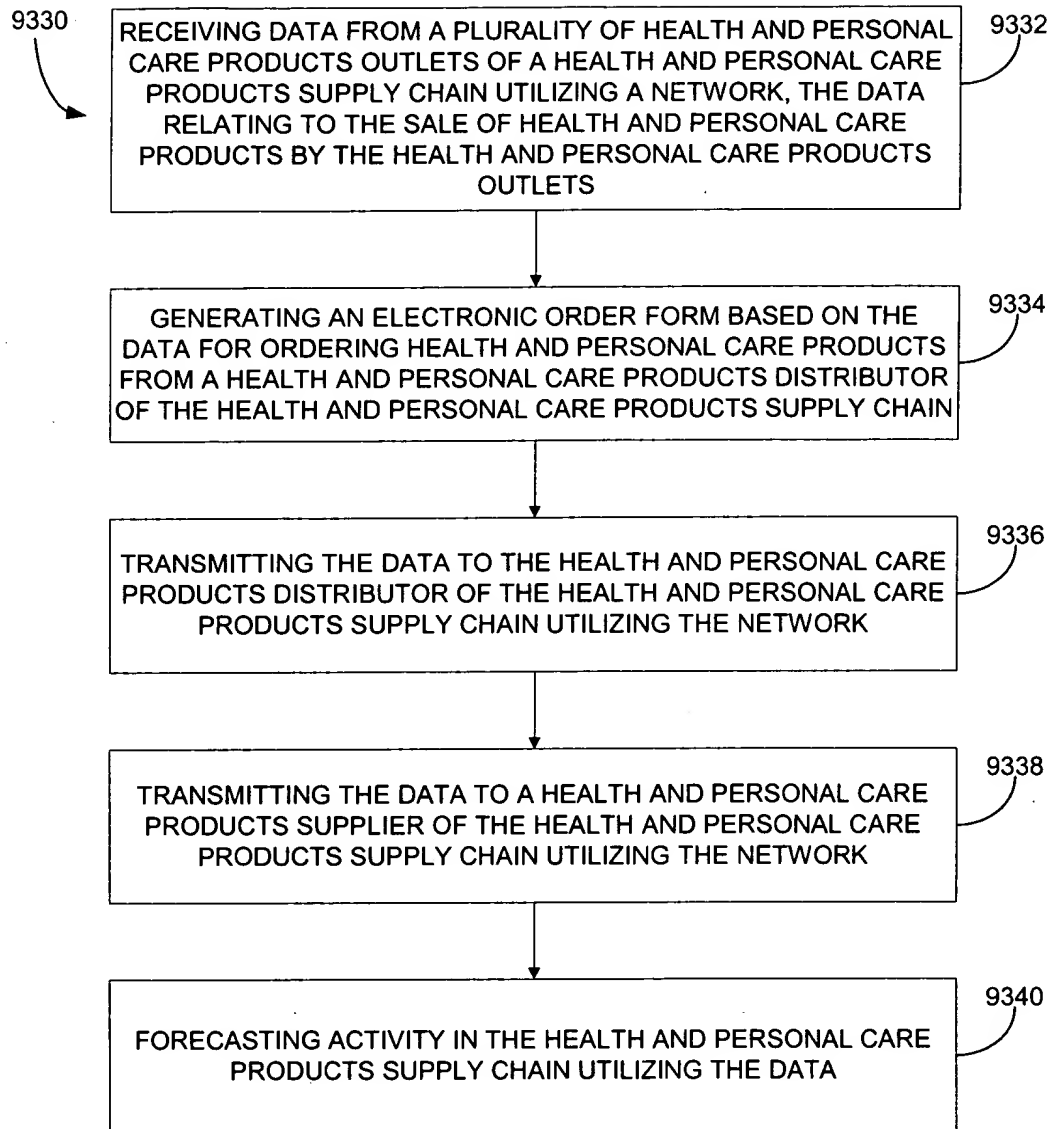 9330
RECEIVING DATA FROM A PLURALITY OF HEALTH AND PERSONAL
CARE PRODUCTS OUTLETS OF A HEALTH AND PERSONAL CARE
PRODUCTS SUPPLY CHAIN UTILIZING A NETWORK, THE DATA
RELATING TO THE SALE OF HEALTH AND PERSONAL CARE
PRODUCTS BY THE HEALTH AND PERSONAL CARE PRODUCTS
OUTLETS
9332
GENERATING AN ELECTRONIC ORDER FORM BASED ON THE
DATA FOR ORDERING HEALTH AND PERSONAL CARE PRODUCTS
FROM A HEALTH AND PERSONAL CARE PRODUCTS DISTRIBUTOR
OF THE HEALTH AND PERSONAL CARE PRODUCTS SUPPLY CHAIN
9334
TRANSMITTING THE DATA TO THE HEALTH AND PERSONAL CARE
PRODUCTS DISTRIBUTOR OF THE HEALTH AND PERSONAL CARE
PRODUCTS SUPPLY CHAIN UTILIZING THE NETWORK
9336
TRANSMITTING THE DATA TO A HEALTH AND PERSONAL CARE
PRODUCTS SUPPLIER OF THE HEALTH AND PERSONAL CARE
PRODUCTS SUPPLY CHAIN UTILIZING THE NETWORK
9338
FORECASTING ACTIVITY IN THE HEALTH AND PERSONAL CARE
PRODUCTS SUPPLY CHAIN UTILIZING THE DATA
9340